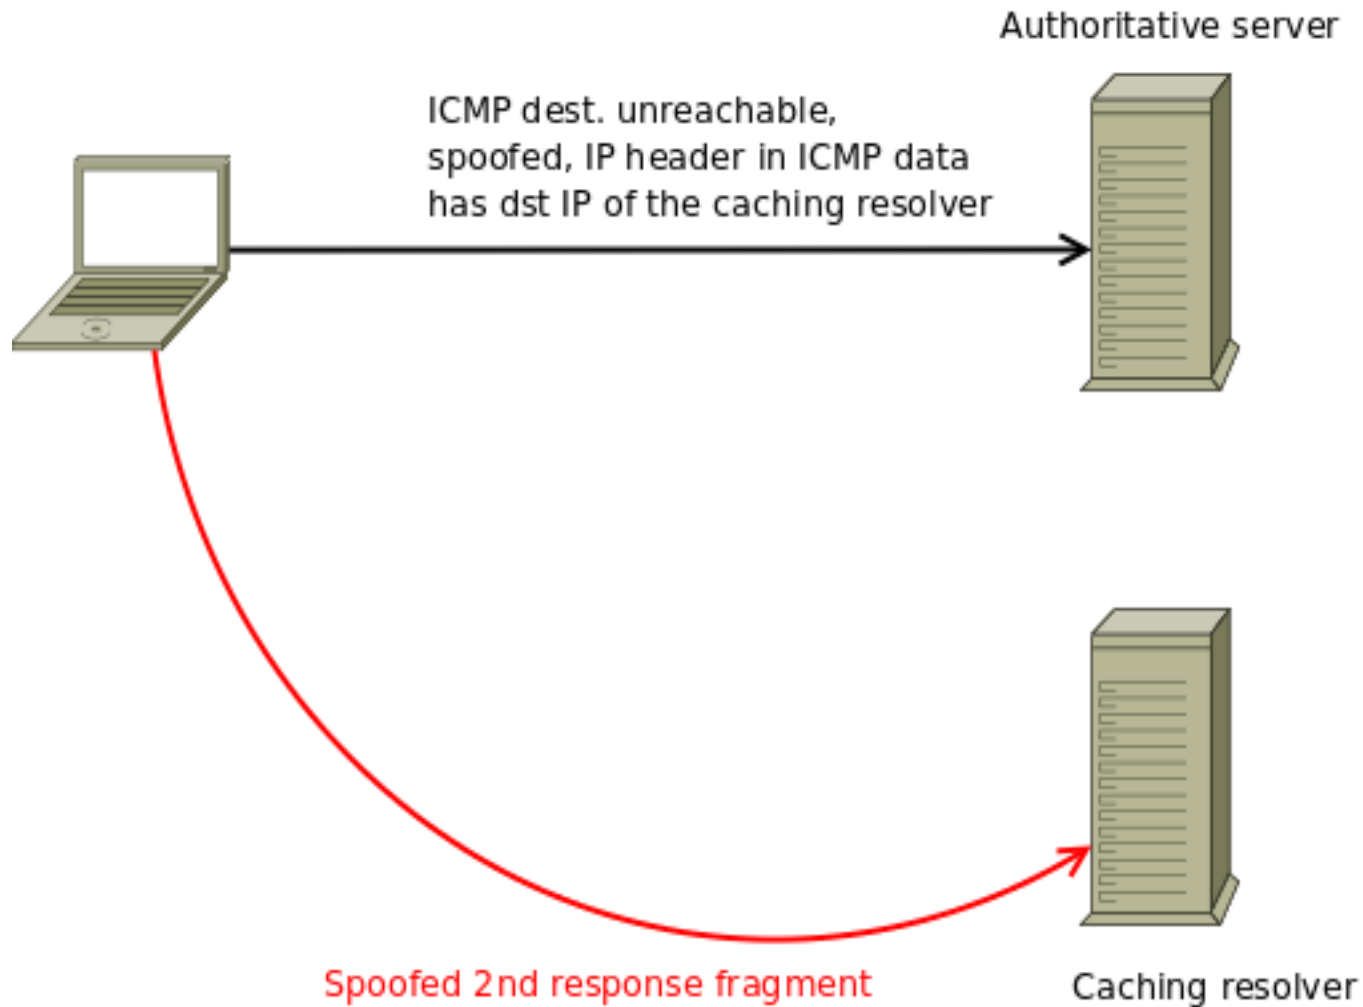 Authoritative server
ICMP dest. unreachable,
spoofed, IP header in ICMP data
has dst IP of the caching resolver
Spoofed 2nd response fragment
Caching resolver